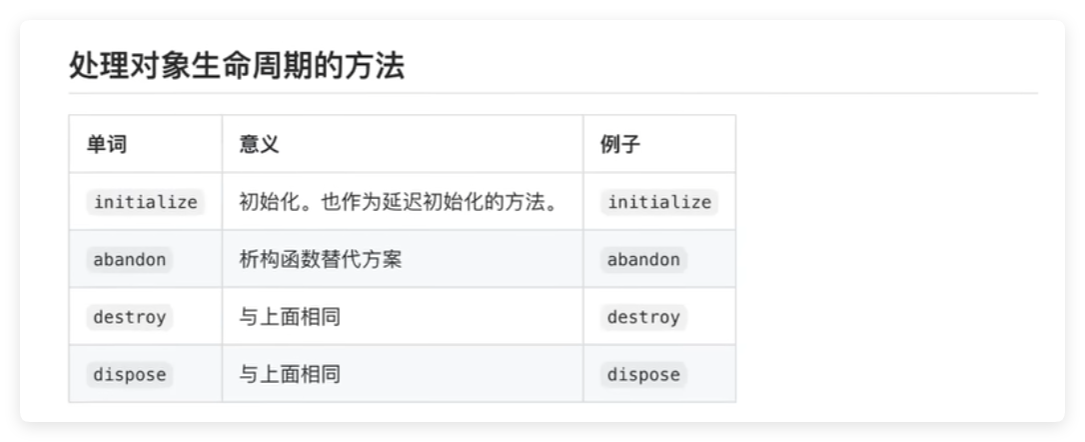 处理对象生命周期的方法
单词 意义 例子
initialize 初始化。也作为延迟初始化的方法。 initialize
abandon 析构函数替代方案 abandon
destroy 与上面相同 destroy
dispose 与上面相同 dispose